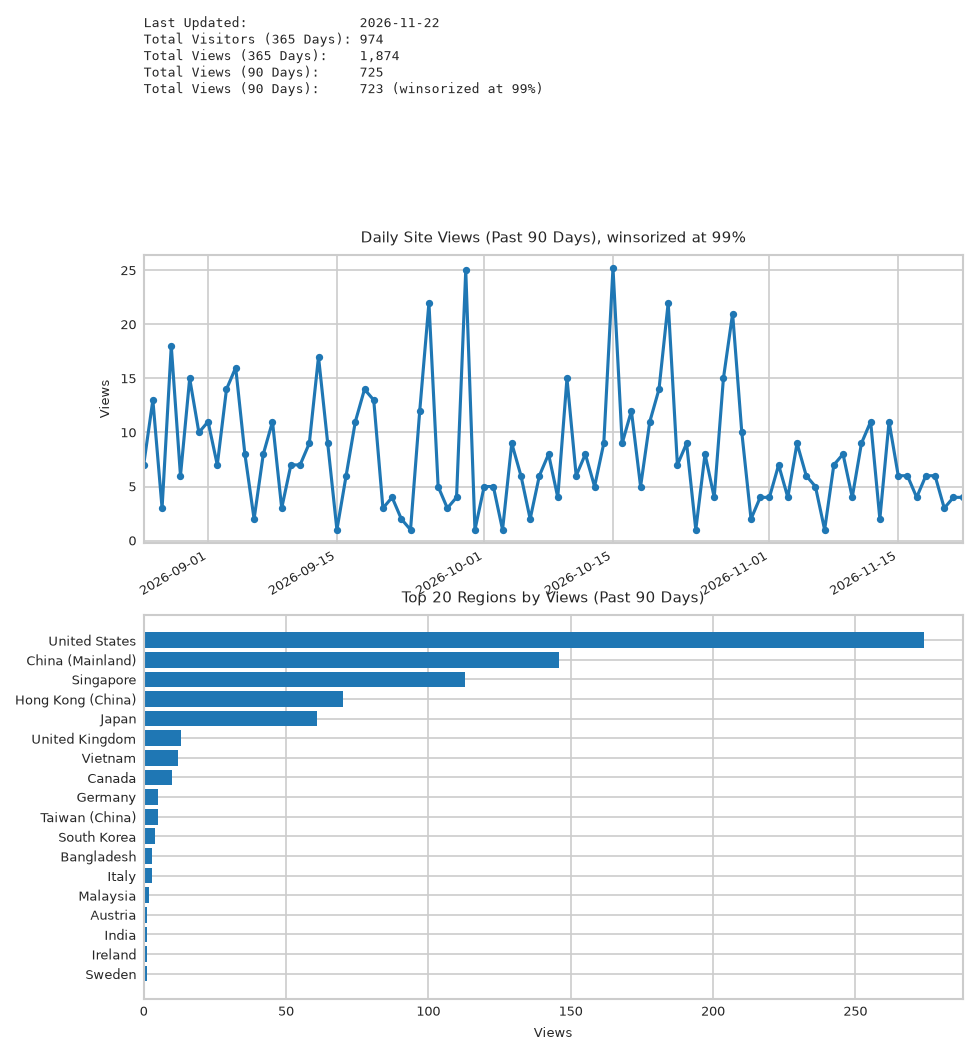 Last Updated: 2026-11-22
Total Visitors (365 Days): 974
Total Views (365 Days): 1,874
Total Views (90 Days): 725
Total Views (90 Days): 723 (winsorized at 99%)
Daily Site Views (Past 90 Days), winsorized at 99%
Views
25
20
15
10
5
0
2026-09-01
2026-09-15
2026-10-01
2026-10-15
2026-11-01
2026-11-15
Top 20 Regions by Views (Past 90 Days)
United States
China (Mainland)
Singapore
Hong Kong (China)
Japan
United Kingdom
Vietnam
Canada
Germany
Taiwan (China)
South Korea
Bangladesh
Italy
Malaysia
Austria
India
Ireland
Sweden
0
50
100
150
200
250
Views